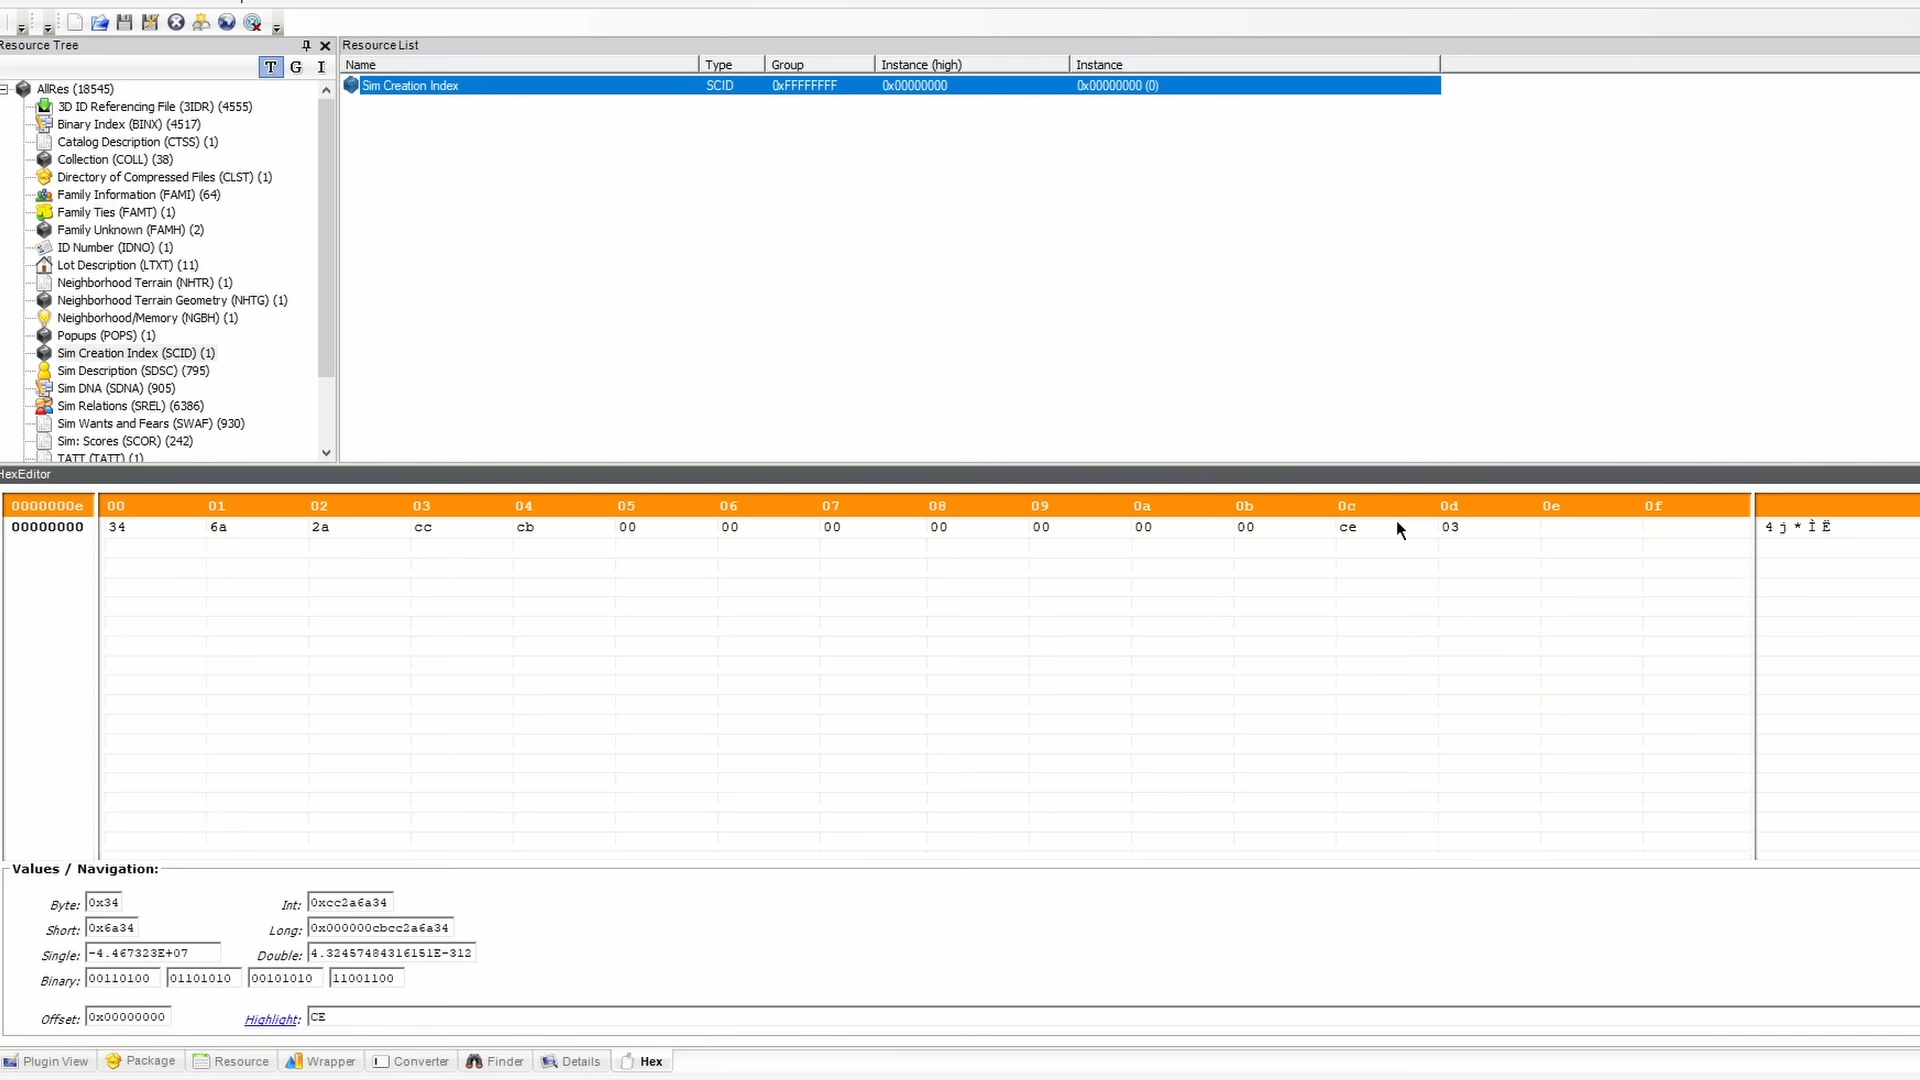 Resource Tree
T G I
AllRes (18545)
3D ID Referencing File (3IDR) (4555)
Binary Index (BINX) (4517)
Catalog Description (CTSS) (1)
Collection (COLL) (38)
Directory of Compressed Files (CLST) (1)
Family Information (FAMI) (64)
Family Ties (FAMT) (1)
Family Unknown (FAMH) (2)
ID Number (IDNO) (1)
Lot Description (LTXT) (11)
Neighborhood Terrain (NHTR) (1)
Neighborhood Terrain Geometry (NHTG) (1)
Neighborhood/Memory (NGBH) (1)
Popups (POPS) (1)
Sim Creation Index (SCID) (1)
Sim Description (SDSC) (795)
Sim DNA (SDNA) (905)
Sim Relations (SREL) (6386)
Sim Wants and Fears (SWAF) (930)
Sim: Scores (SCOR) (242)
TATT (TATT) (1)
Resource List
Name Type Group Instance (high) Instance
Sim Creation Index SCID 0xFFFFFFFF 0x00000000 0x00000000 (0)
HexEditor
0000000e 00 01 02 03 04 05 06 07 08 09 0a 0b 0c 0d 0e 0f
00000000 34 6a 2a cc cb 00 00 00 00 00 00 00 ce 03 4 j * Ì Ë
Values / Navigation:
Byte: 0x34 Int: 0xcc2a6a34
Short: 0x6a34 Long: 0x000000cbcc2a6a34
Single: -4.467323E+07 Double: 4.32457484316151E-312
Binary: 00110100 01101010 00101010 11001100
Offset: 0x00000000 Highlight: CE
Plugin View Package Resource Wrapper Converter Finder Details Hex